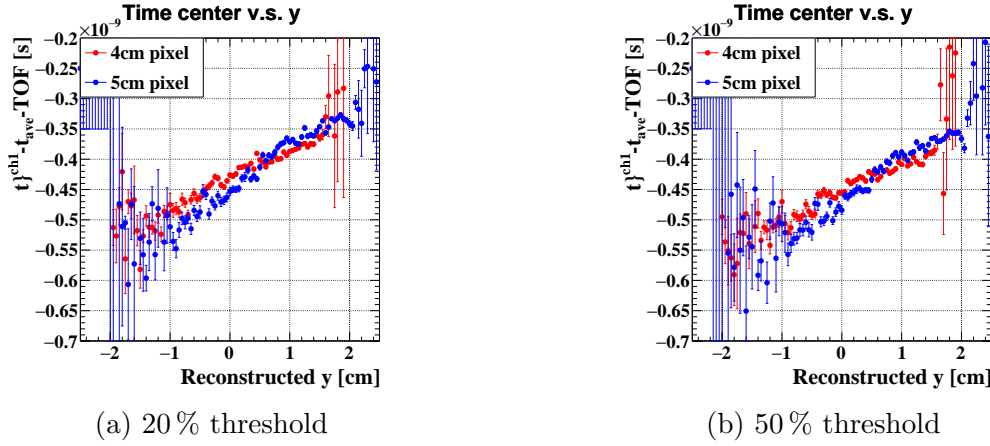 Time center v.s. y
×10⁻⁹
t}^{ch1}-t_{ave}-TOF [s]
4cm pixel
5cm pixel
−0.2
−0.25
−0.3
−0.35
−0.4
−0.45
−0.5
−0.55
−0.6
−0.65
−0.7
−2 −1 0 1 2
Reconstructed y [cm]
(a) 20 % threshold
Time center v.s. y
×10⁻⁹
t}^{ch1}-t_{ave}-TOF [s]
4cm pixel
5cm pixel
−0.2
−0.25
−0.3
−0.35
−0.4
−0.45
−0.5
−0.55
−0.6
−0.65
−0.7
−2 −1 0 1 2
Reconstructed y [cm]
(b) 50 % threshold